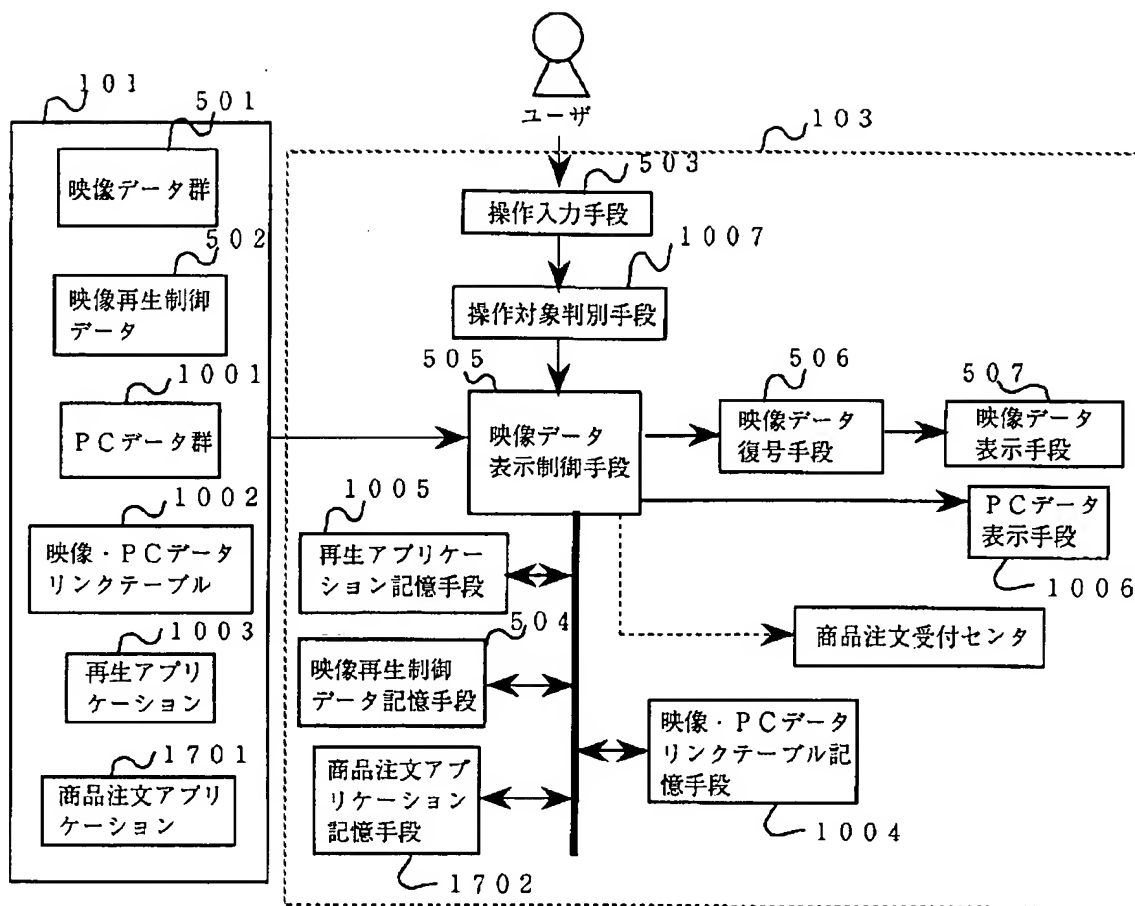 ユーザ
101
501
映像データ群
502
映像再生制御
データ
1001
PCデータ群
1002
映像・PCデータ
リンクテーブル
1003
再生アプリ
ケーション
1701
商品注文アプリ
ケーション
103
503
操作入力手段
1007
操作対象判別手段
505
映像データ
表示制御手段
506
映像データ
復号手段
507
映像データ
表示手段
PCデータ
表示手段
1006
1005
再生アプリケー
ション記憶手段
商品注文受付センタ
504
映像再生制御
データ記憶手段
映像・PCデータ
リンクテーブル記
憶手段
1004
商品注文アプ
リケーション
記憶手段
1702